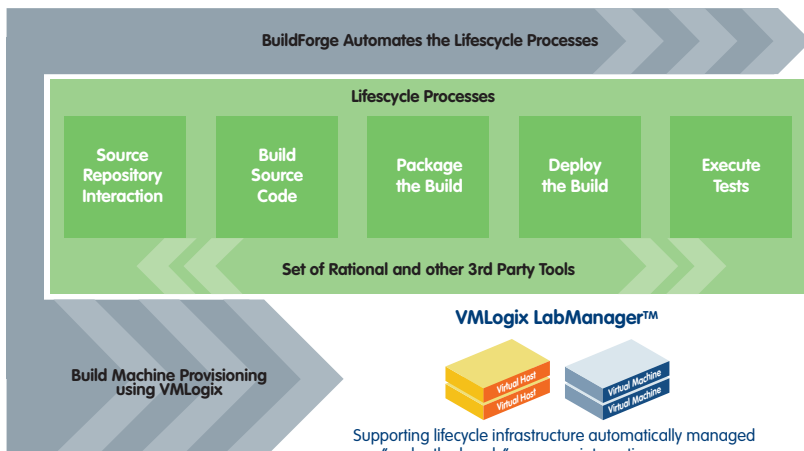 BuildForge Automates the Lifecycle Processes
Lifecycle Processes
Source
Repository
Interaction
Build
Source
Code
Package
the Build
Deploy
the Build
Execute
Tests
Set of Rational and other 3rd Party Tools
VMLogix LabManager™
Build Machine Provisioning
using VMLogix
Virtual Host
Virtual Host
Virtual Machine
Virtual Machine
Supporting lifecycle infrastructure automatically managed